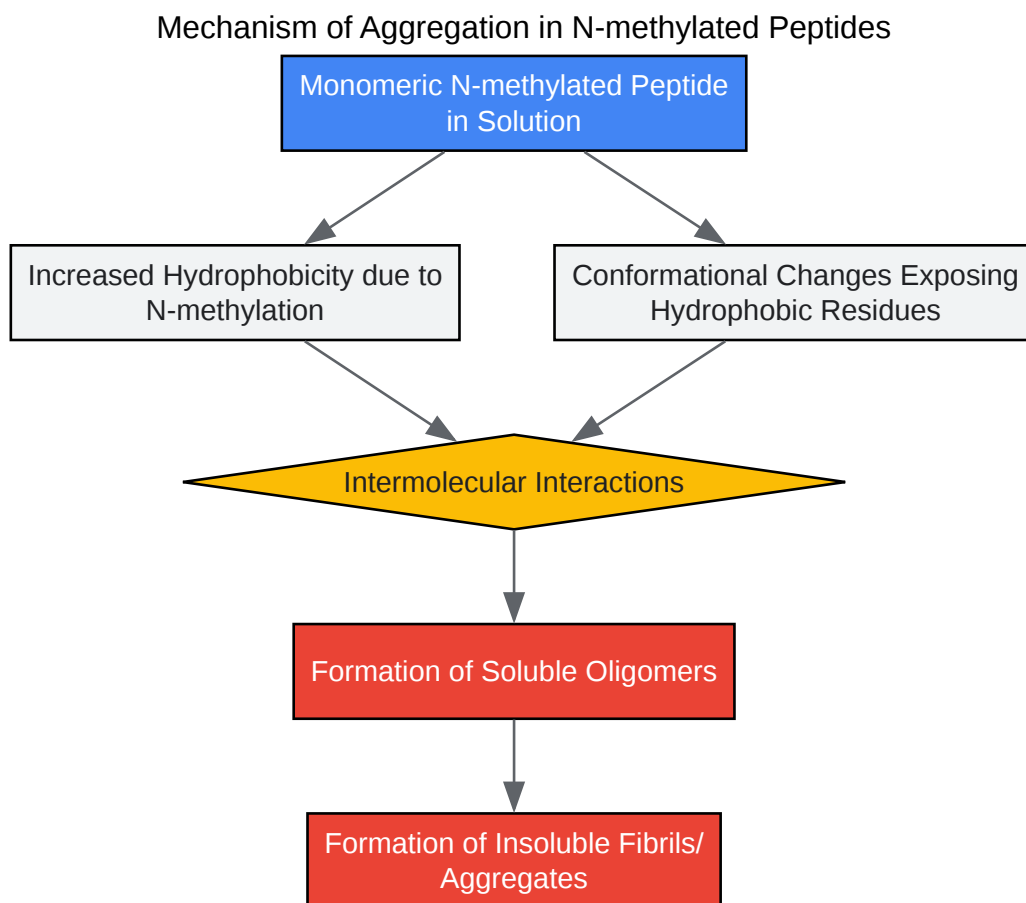 Mechanism of Aggregation in N-methylated Peptides
Monomeric N-methylated Peptide
in Solution
Increased Hydrophobicity due to
N-methylation
Conformational Changes Exposing
Hydrophobic Residues
Intermolecular Interactions
Formation of Soluble Oligomers
Formation of Insoluble Fibrils/
Aggregates